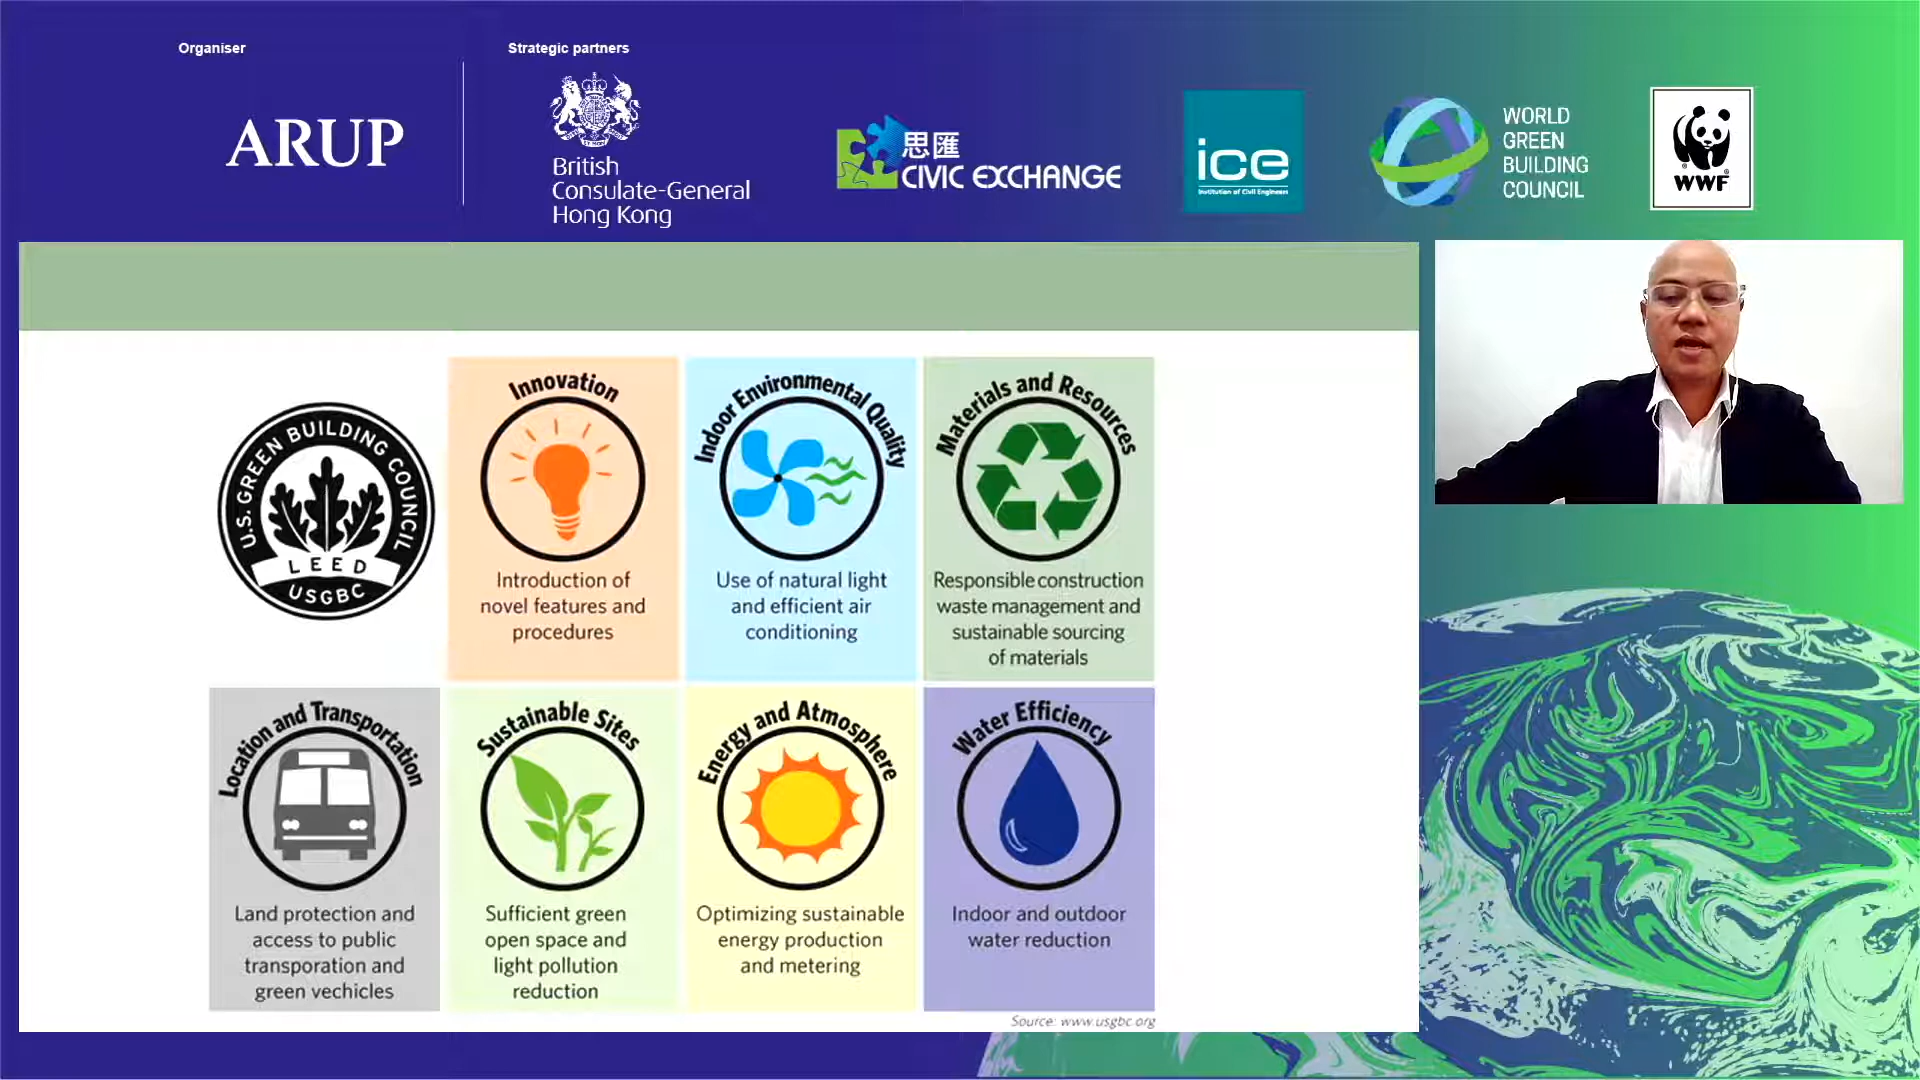 Organiser
Strategic partners
ARUP
British
Consulate-General
Hong Kong
思匯
CIVIC EXCHANGE
ice
Institution of Civil Engineers
WORLD
GREEN
BUILDING
COUNCIL
WWF
U.S. GREEN BUILDING COUNCIL
LEED
USGBC
Innovation
Introduction of
novel features and
procedures
Indoor Environmental Quality
Use of natural light
and efficient air
conditioning
Materials and Resources
Responsible construction
waste management and
sustainable sourcing
of materials
Location and Transportation
Land protection and
access to public
transporation and
green vechicles
Sustainable Sites
Sufficient green
open space and
light pollution
reduction
Energy and Atmosphere
Optimizing sustainable
energy production
and metering
Water Efficiency
Indoor and outdoor
water reduction
Source: www.usgbc.org